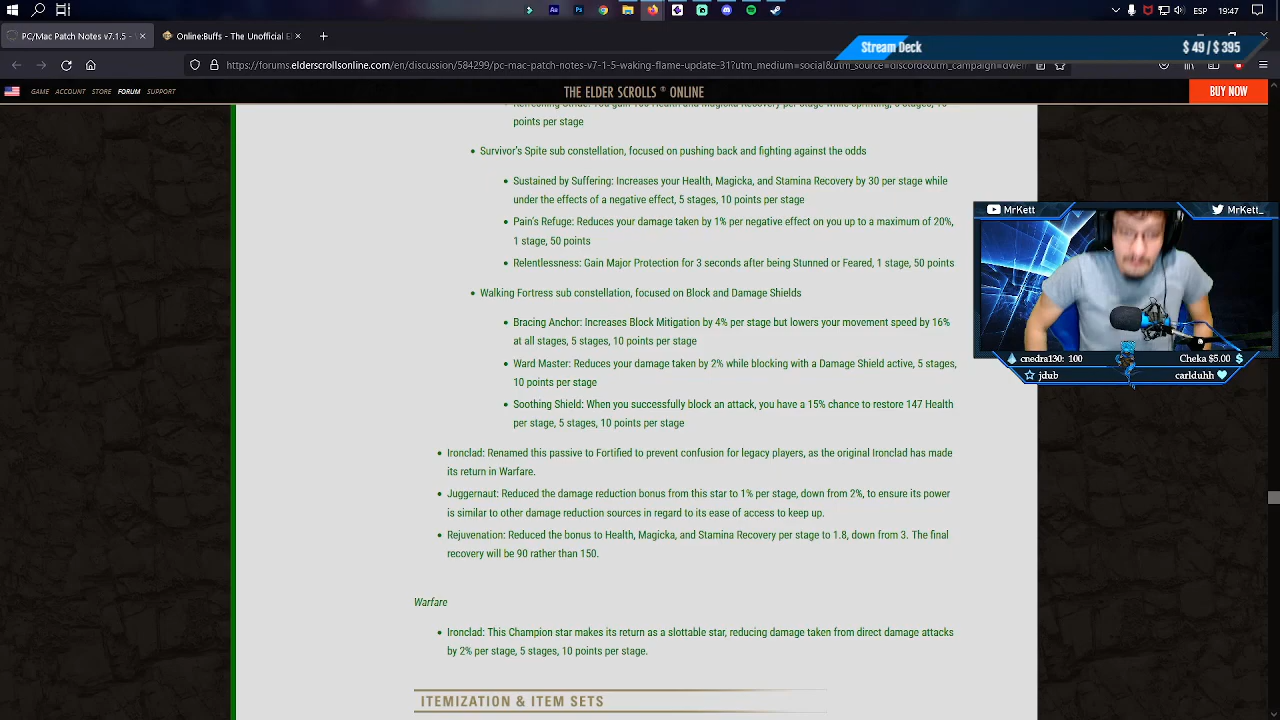 19:47
PC/Mac Patch Notes v7.1.5 -
Online:Buffs - The Unofficial El
Stream Deck
$ 49 / $ 395
https://forums.elderscrollsonline.com/en/discussion/584299/pc-mac-patch-notes-v7-1-5-waking-flame-update-31?utm_medium=social&utm_source=discord&utm_campaign=dwem
GAME ACCOUNT STORE FORUM SUPPORT
THE ELDER SCROLLS ® ONLINE
BUY NOW
Health and Magicka Recovery per stage while sprinting, 5 stages, 10
points per stage
• Survivor's Spite sub constellation, focused on pushing back and fighting against the odds
• Sustained by Suffering: Increases your Health, Magicka, and Stamina Recovery by 30 per stage while
under the effects of a negative effect, 5 stages, 10 points per stage
• Pain's Refuge: Reduces your damage taken by 1% per negative effect on you up to a maximum of 20%,
1 stage, 50 points
• Relentlessness: Gain Major Protection for 3 seconds after being Stunned or Feared, 1 stage, 50 points
• Walking Fortress sub constellation, focused on Block and Damage Shields
• Bracing Anchor: Increases Block Mitigation by 4% per stage but lowers your movement speed by 16%
at all stages, 5 stages, 10 points per stage
• Ward Master: Reduces your damage taken by 2% while blocking with a Damage Shield active, 5 stages,
10 points per stage
• Soothing Shield: When you successfully block an attack, you have a 15% chance to restore 147 Health
per stage, 5 stages, 10 points per stage
• Ironclad: Renamed this passive to Fortified to prevent confusion for legacy players, as the original Ironclad has made
its return in Warfare.
• Juggernaut: Reduced the damage reduction bonus from this star to 1% per stage, down from 2%, to ensure its power
is similar to other damage reduction sources in regard to its ease of access to keep up.
• Rejuvenation: Reduced the bonus to Health, Magicka, and Stamina Recovery per stage to 1.8, down from 3. The final
recovery will be 90 rather than 150.
Warfare
• Ironclad: This Champion star makes its return as a slottable star, reducing damage taken from direct damage attacks
by 2% per stage, 5 stages, 10 points per stage.
ITEMIZATION & ITEM SETS
MrKett
MrKett_
cnedra130: 100
Cheka $5.00
jdub
carlduhh